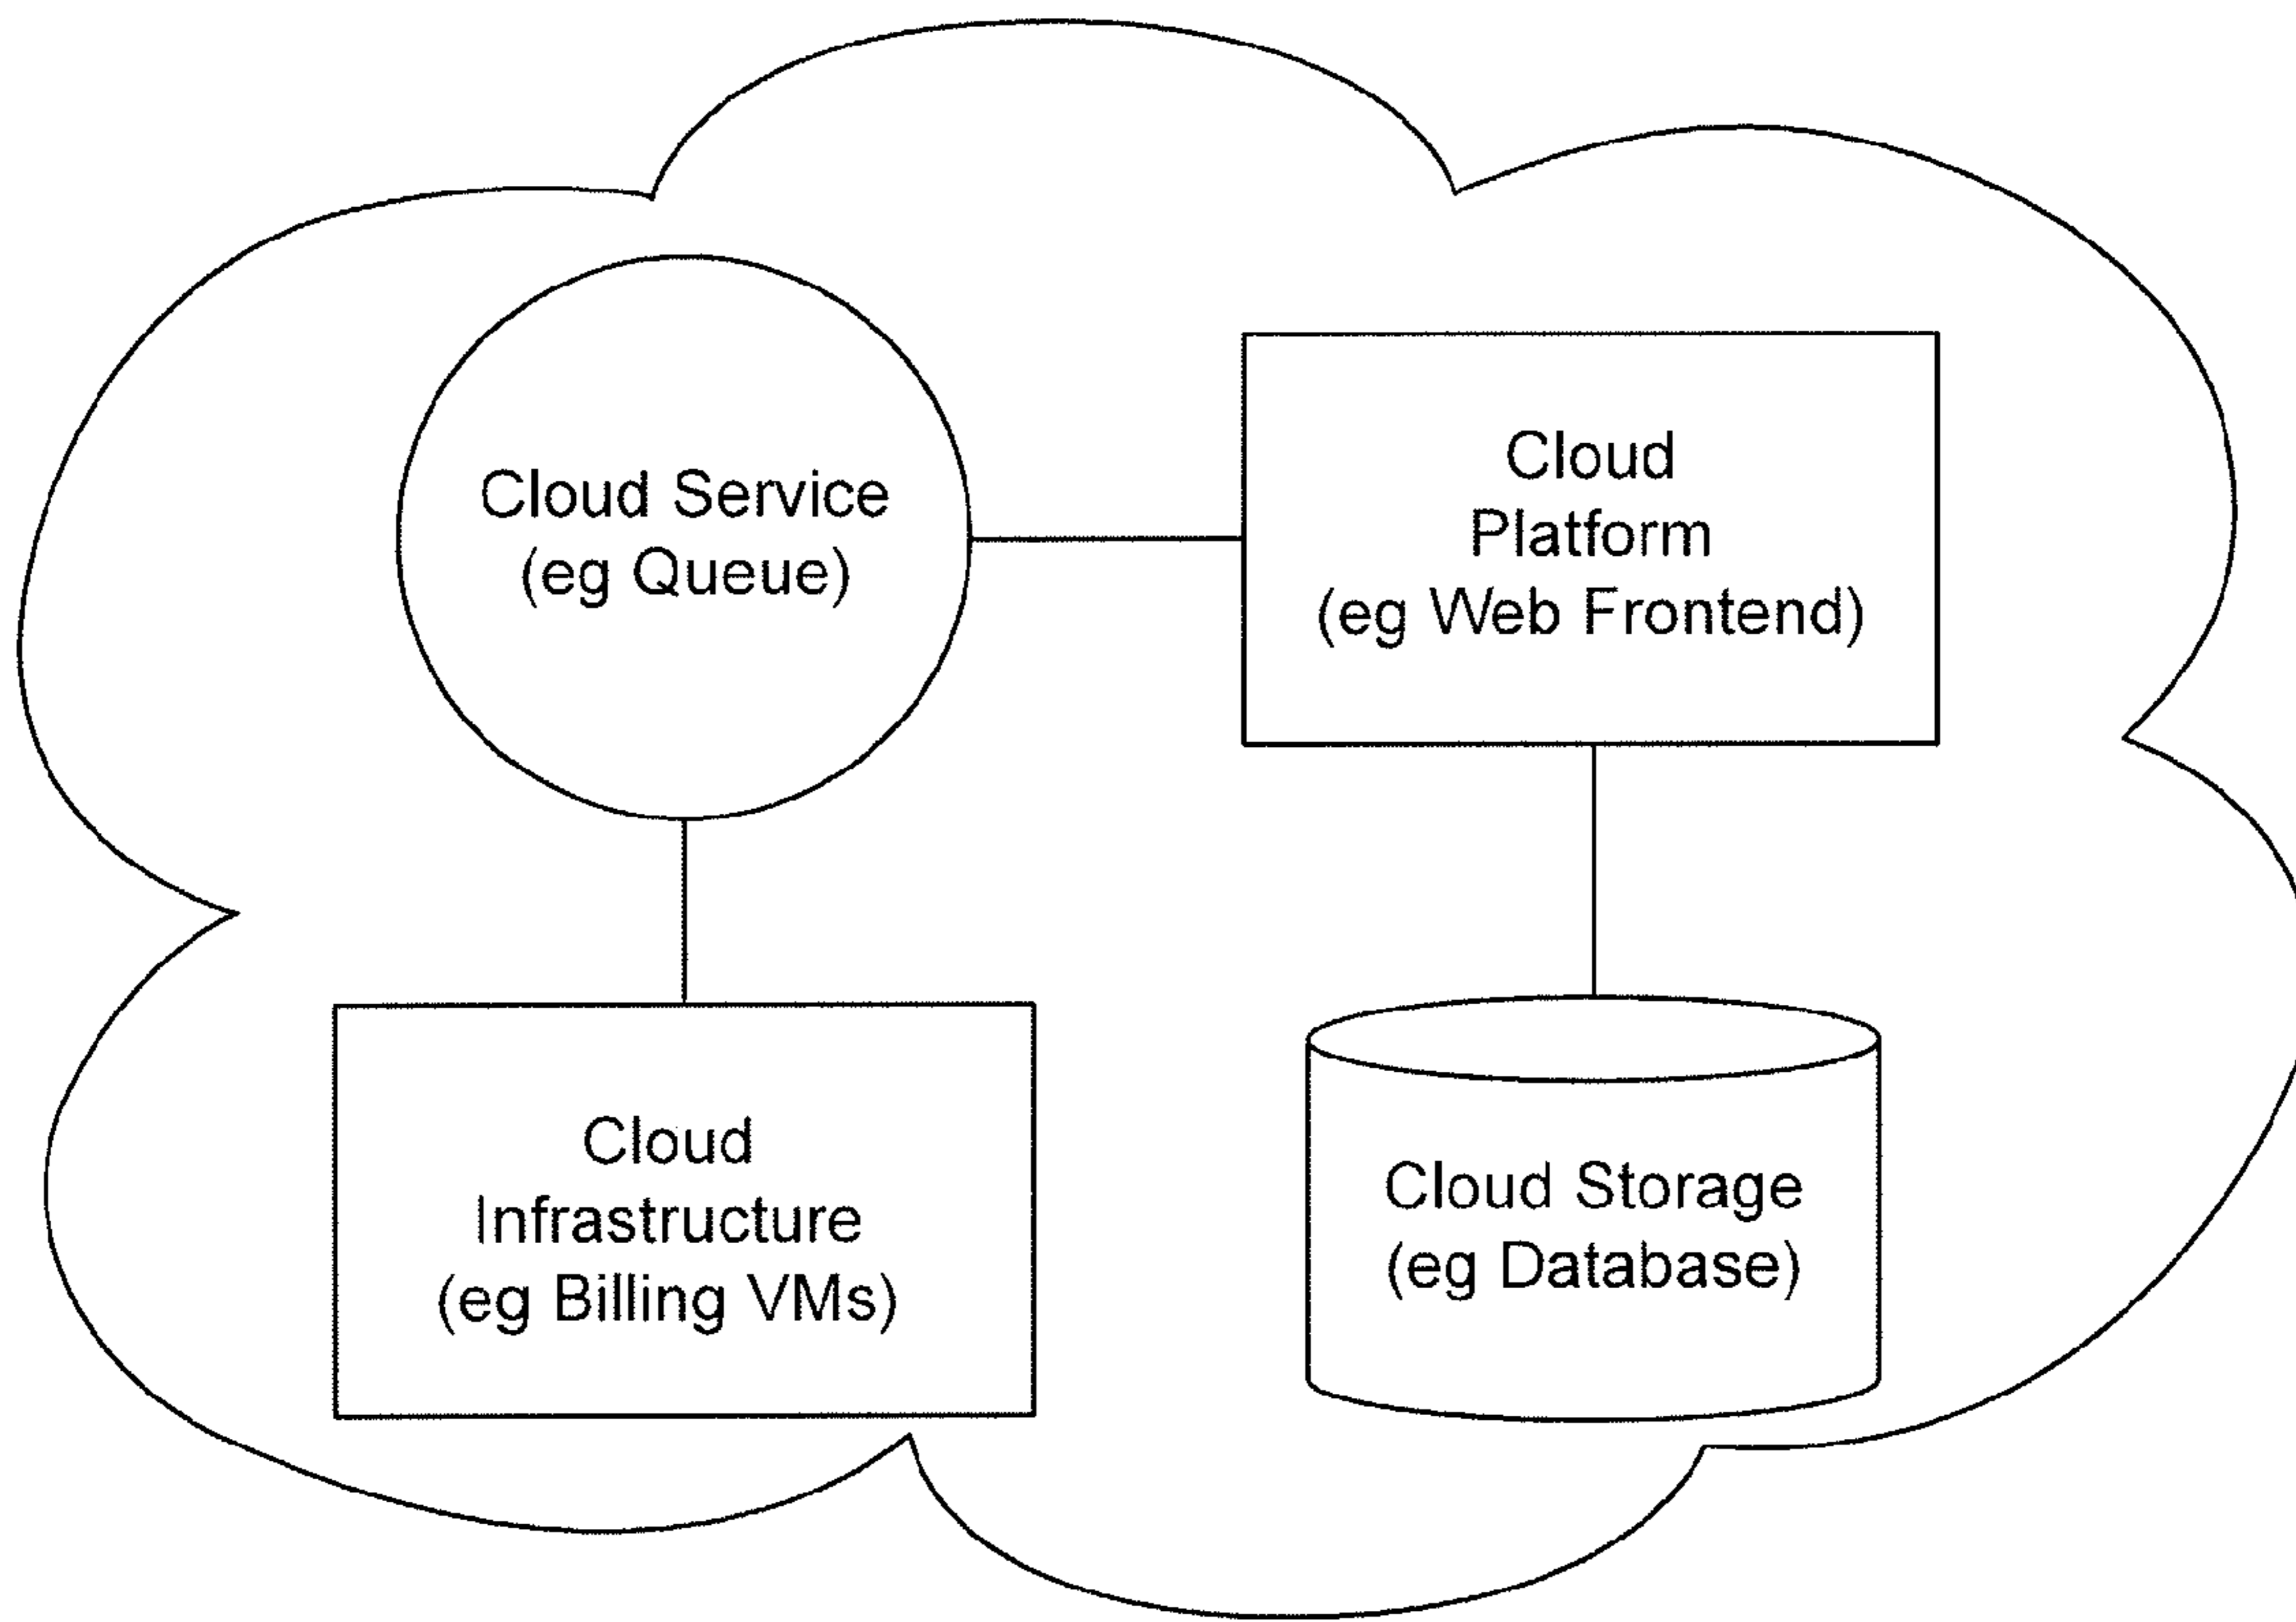 Cloud Service
(eg Queue)
Cloud
Platform
(eg Web Frontend)
Cloud
Infrastructure
(eg Billing VMs)
Cloud Storage
(eg Database)